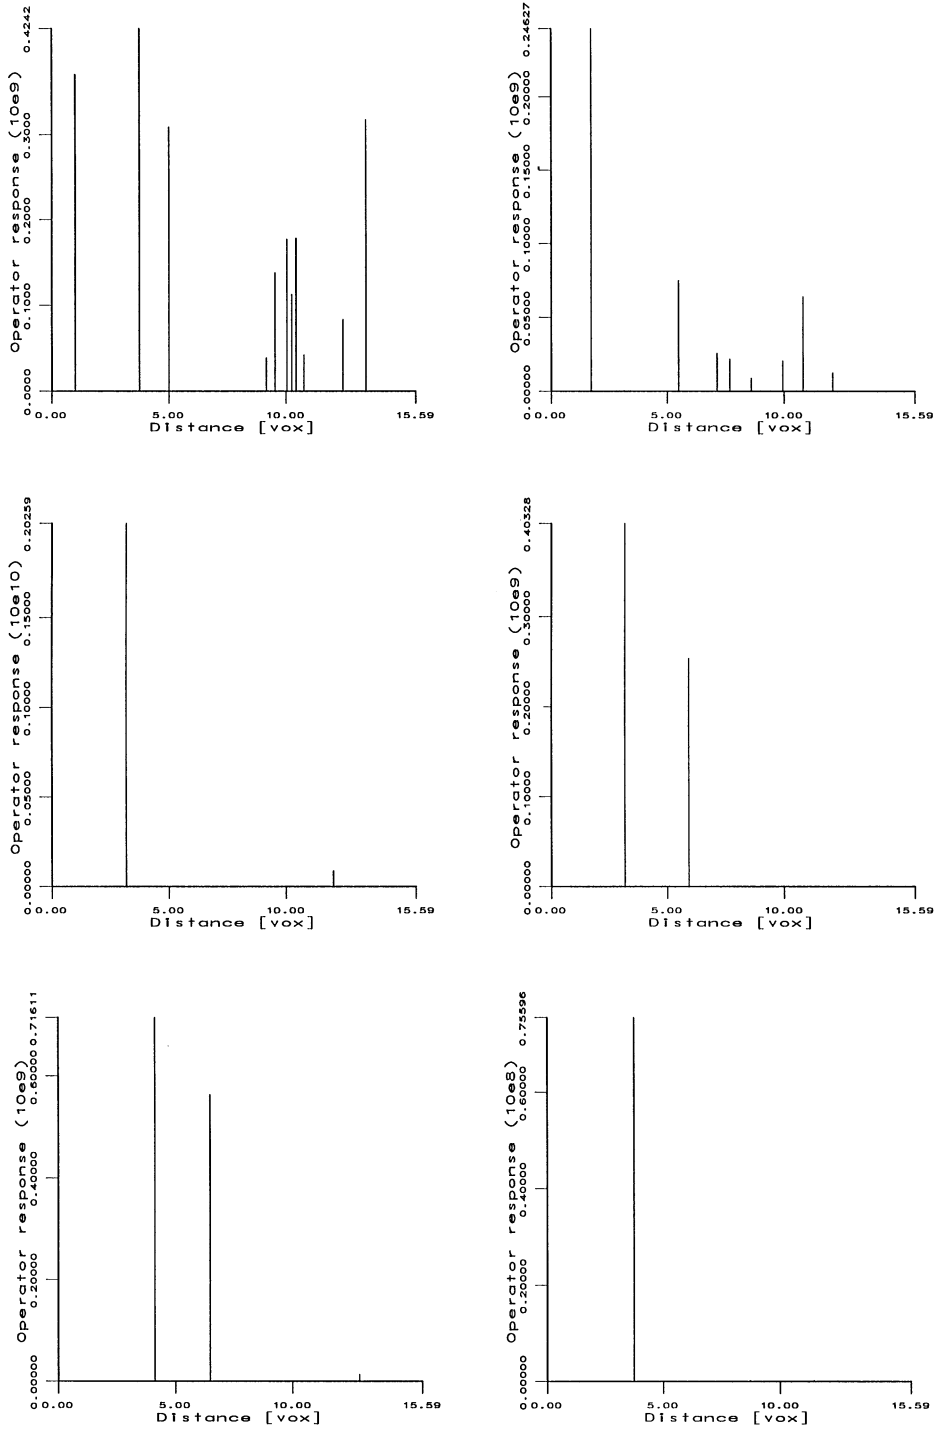 Operator response (10e9)
0.4242
0.3000
0.2000
0.1000
0.0000
0.00 5.00 10.00 15.59
Distance [vox]
Operator response (10e9)
0.24627
0.20000
0.15000
0.10000
0.05000
0.00000
0.00 5.00 10.00 15.59
Distance [vox]
Operator response (10e10)
0.20259
0.15000
0.10000
0.05000
0.00000
0.00 5.00 10.00 15.59
Distance [vox]
Operator response (10e9)
0.40328
0.30000
0.20000
0.10000
0.00000
0.00 5.00 10.00 15.59
Distance [vox]
Operator response (10e9)
0.71611
0.60000
0.40000
0.20000
0.00000
0.00 5.00 10.00 15.59
Distance [vox]
Operator response (10e8)
0.75596
0.60000
0.40000
0.20000
0.00000
0.00 5.00 10.00 15.59
Distance [vox]